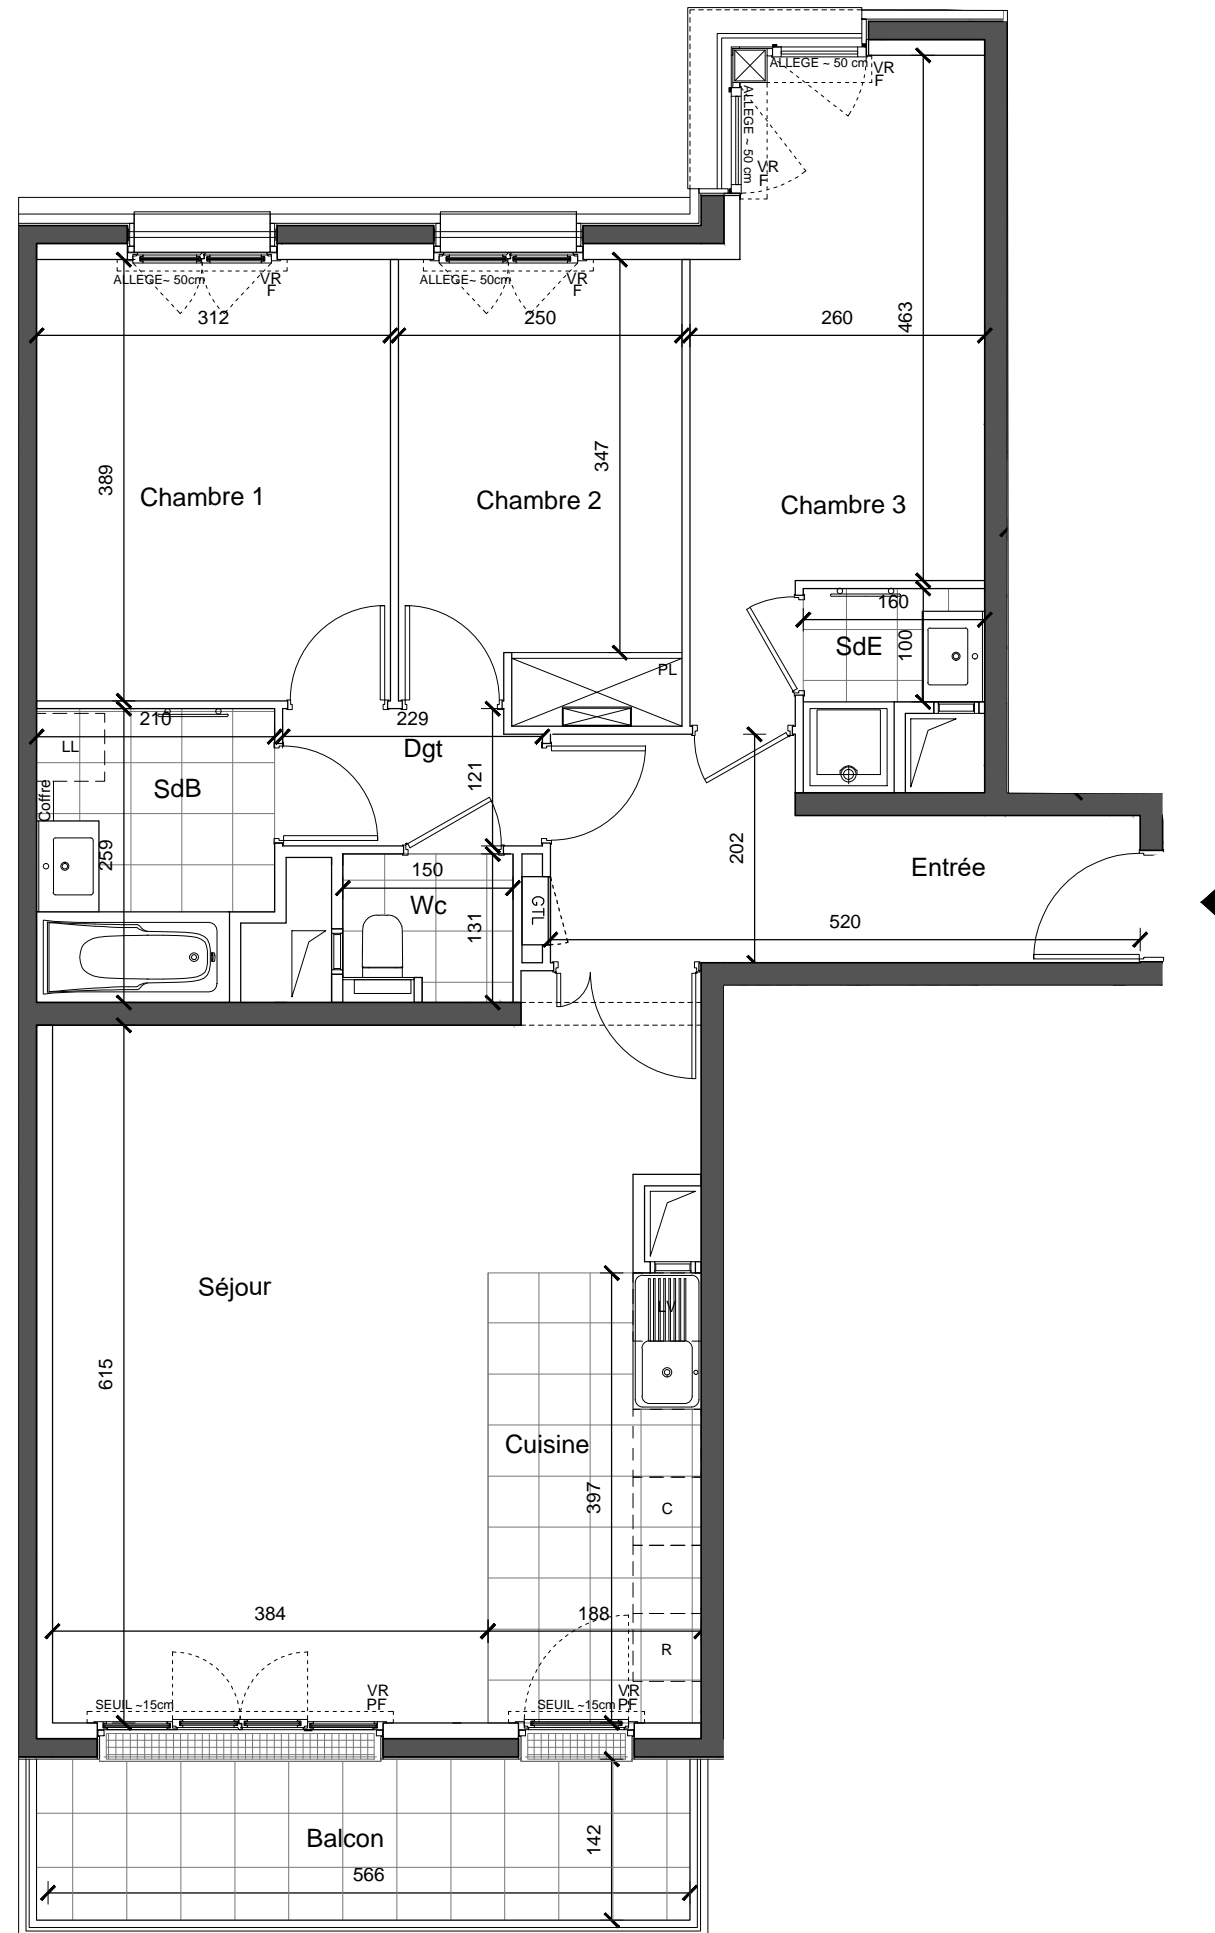 ALLEGE ~ 50 cm
VR
F
ALLEGE ~ 50 cm
VR
F
ALLEGE~ 50cm
VR
F
ALLEGE~ 50cm
VR
F
312
250
260
463
389
347
Chambre 1
Chambre 2
Chambre 3
160
SdE
100
PL
210
229
LL
Dgt
121
SdB
Coffre
259
202
150
Wc
131
GTL
Entrée
520
Séjour
LV
615
Cuisine
397
C
384
188
R
SEUIL ~15cm
VR
PF
SEUIL ~15cm
VR
PF
Balcon
142
566